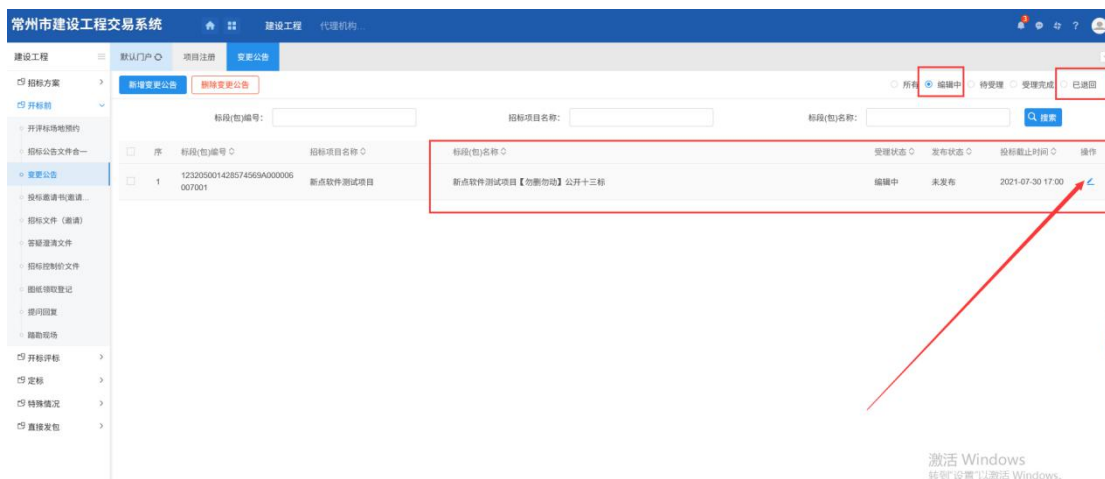 常州市建设工程交易系统
建设工程
代理机构...
3
?
建设工程
默认门户
项目注册
变更公告
招标方案
新增变更公告
删除变更公告
所有
编辑中
待受理
受理完成
已退回
开标前
标段(包)编号:
招标项目名称:
标段(包)名称:
搜索
开评标场地预约
招标公告文件合一
序
标段(包)编号
招标项目名称
标段(包)名称
受理状态
发布状态
投标截止时间
操作
变更公告
1
123205001428574569A000006
007001
新点软件测试项目
新点软件测试项目【勿删勿动】公开十三标
编辑中
未发布
2021-07-30 17:00
投标邀请书(邀请...
招标文件（邀请）
答疑澄清文件
招标控制价文件
图纸领取登记
提问回复
踏勘现场
开标评标
定标
特殊情况
直接发包
激活 Windows
转到"设置"以激活 Windows。